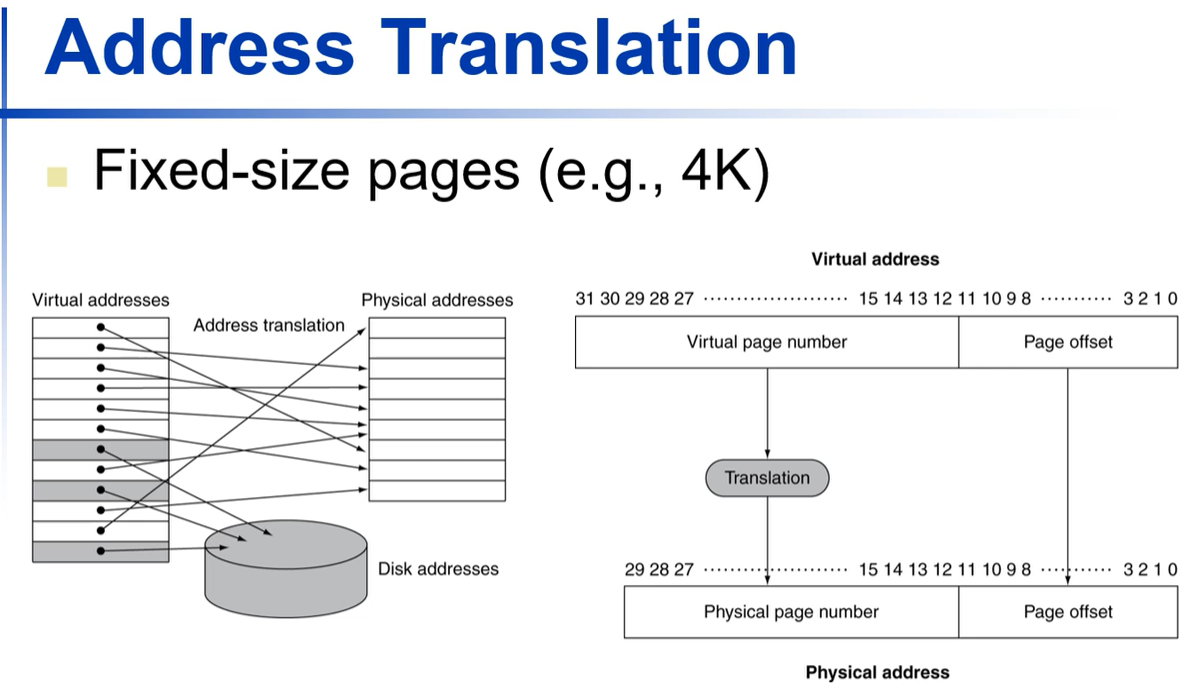 Address Translation
Fixed-size pages (e.g., 4K)
Virtual addresses
Address translation
Physical addresses
Disk addresses
Virtual address
31 30 29 28 27 ······················ 15 14 13 12 11 10 9 8 ··········· 3 2 1 0
Virtual page number Page offset
Translation
29 28 27 ······················ 15 14 13 12 11 10 9 8 ··········· 3 2 1 0
Physical page number Page offset
Physical address